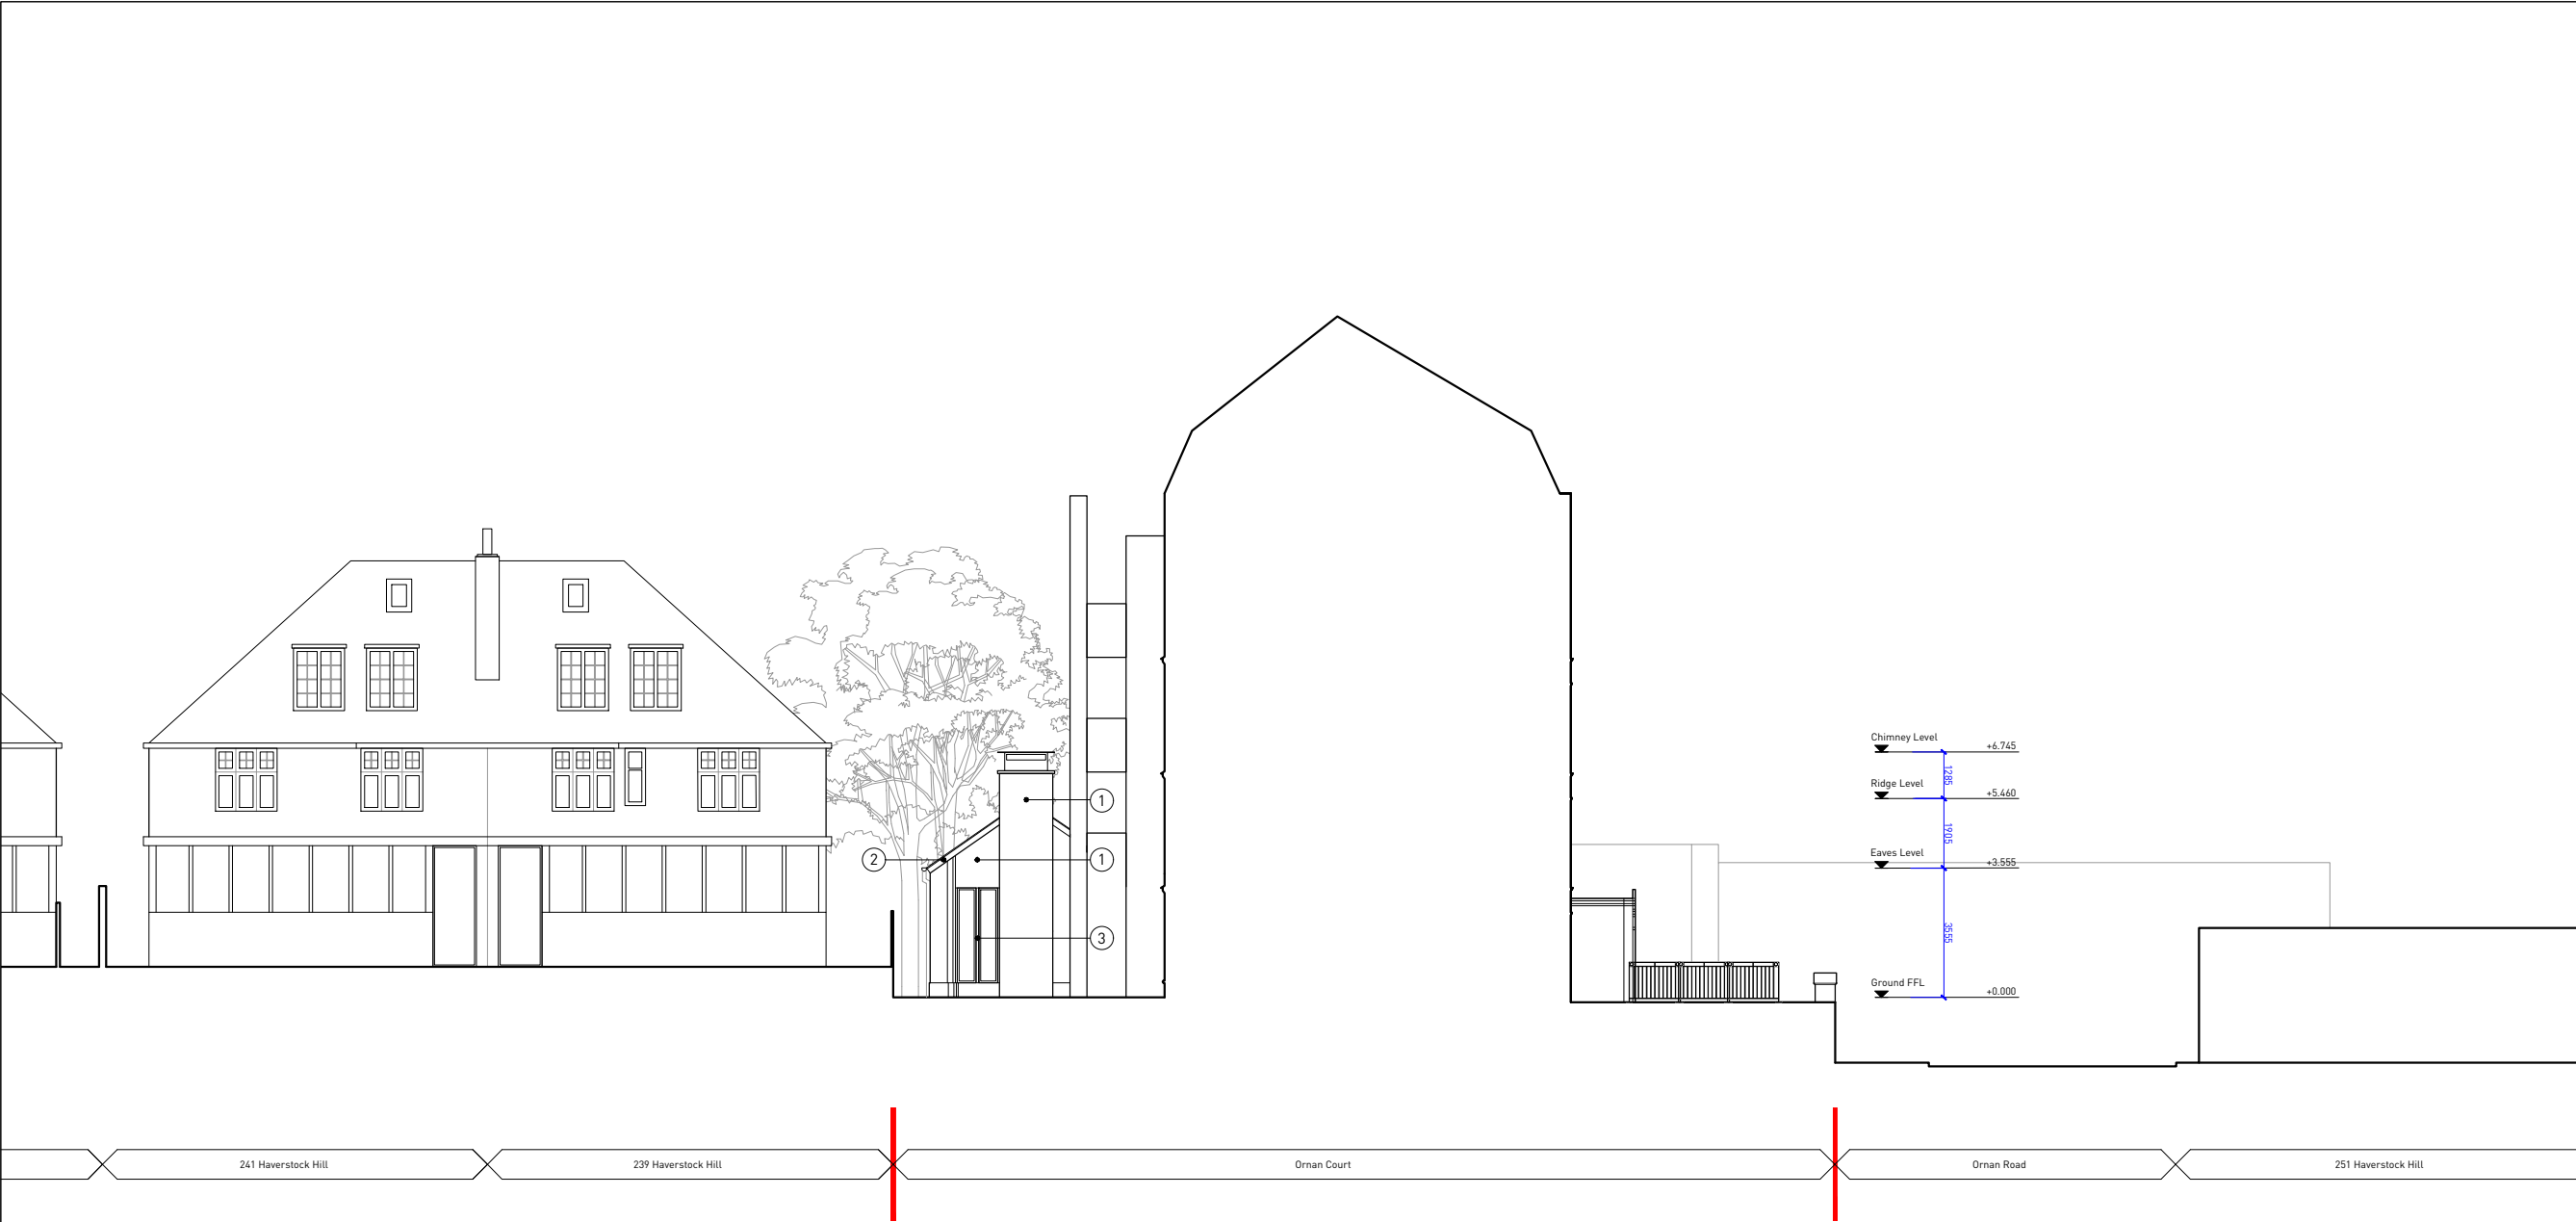 Chimney Level
+6.745
1285
Ridge Level
+5.460
1
1905
2
1
Eaves Level
+3.555
3555
3
Ground FFL
+0.000
241 Haverstock Hill
239 Haverstock Hill
Ornan Court
Ornan Road
251 Haverstock Hill